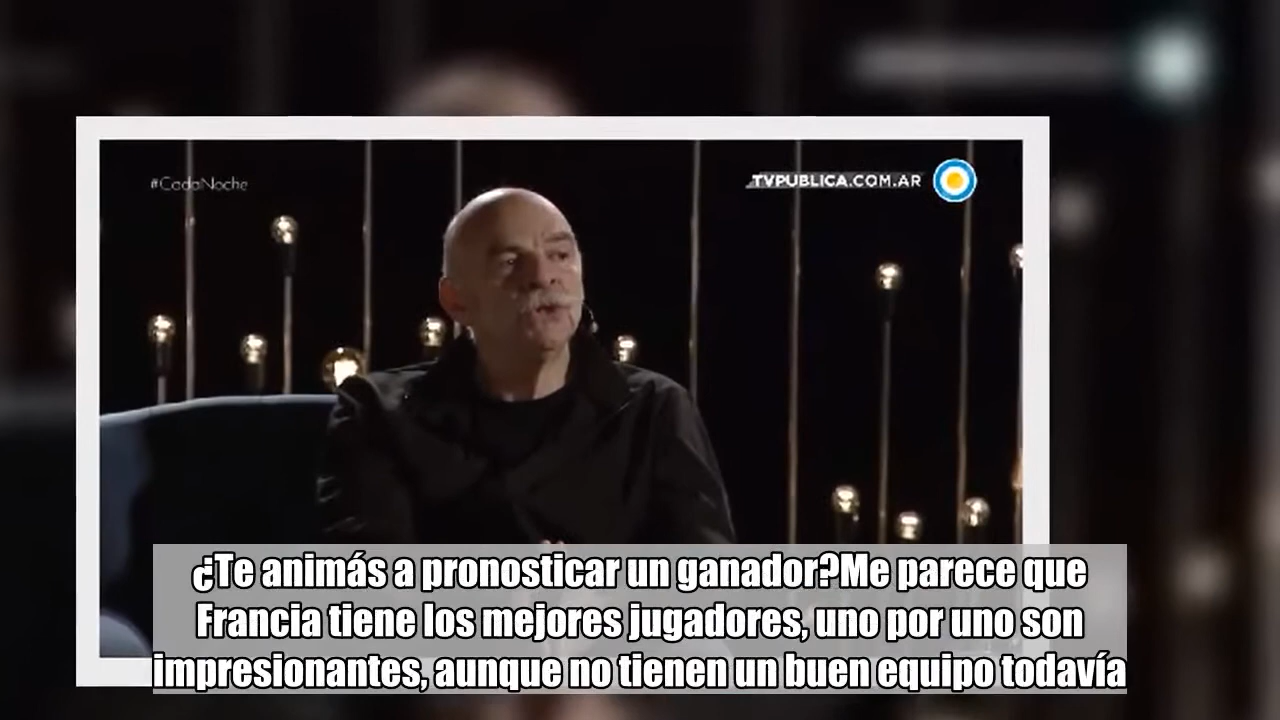 #CadaNoche
TVPUBLICA.COM.AR
¿Te animás a pronosticar un ganador?Me parece que
Francia tiene los mejores jugadores, uno por uno son
impresionantes, aunque no tienen un buen equipo todavía